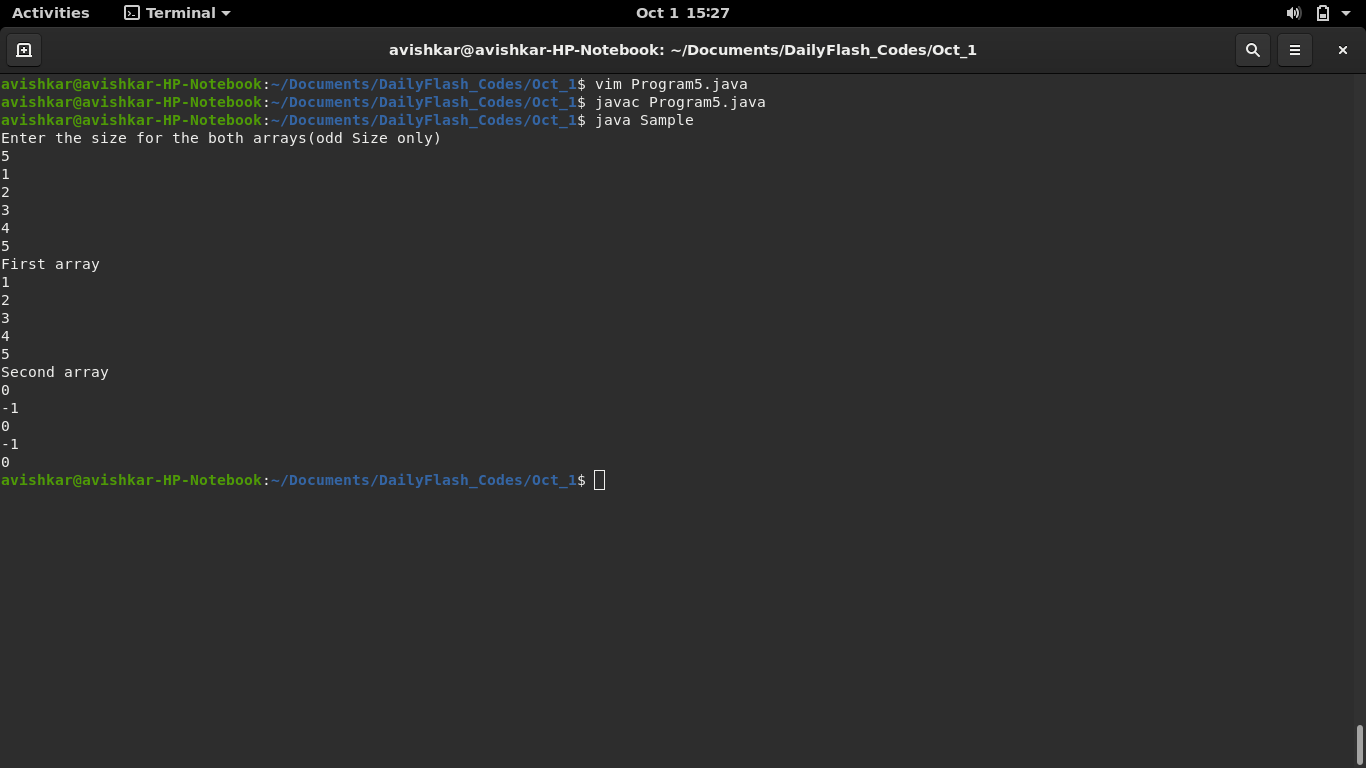 Activities Terminal Oct 1 15:27
avishkar@avishkar-HP-Notebook: ~/Documents/DailyFlash_Codes/Oct_1
avishkar@avishkar-HP-Notebook:~/Documents/DailyFlash_Codes/Oct_1$ vim Program5.java
avishkar@avishkar-HP-Notebook:~/Documents/DailyFlash_Codes/Oct_1$ javac Program5.java
avishkar@avishkar-HP-Notebook:~/Documents/DailyFlash_Codes/Oct_1$ java Sample
Enter the size for the both arrays(odd Size only)
5
1
2
3
4
5
First array
1
2
3
4
5
Second array
0
-1
0
-1
0
avishkar@avishkar-HP-Notebook:~/Documents/DailyFlash_Codes/Oct_1$